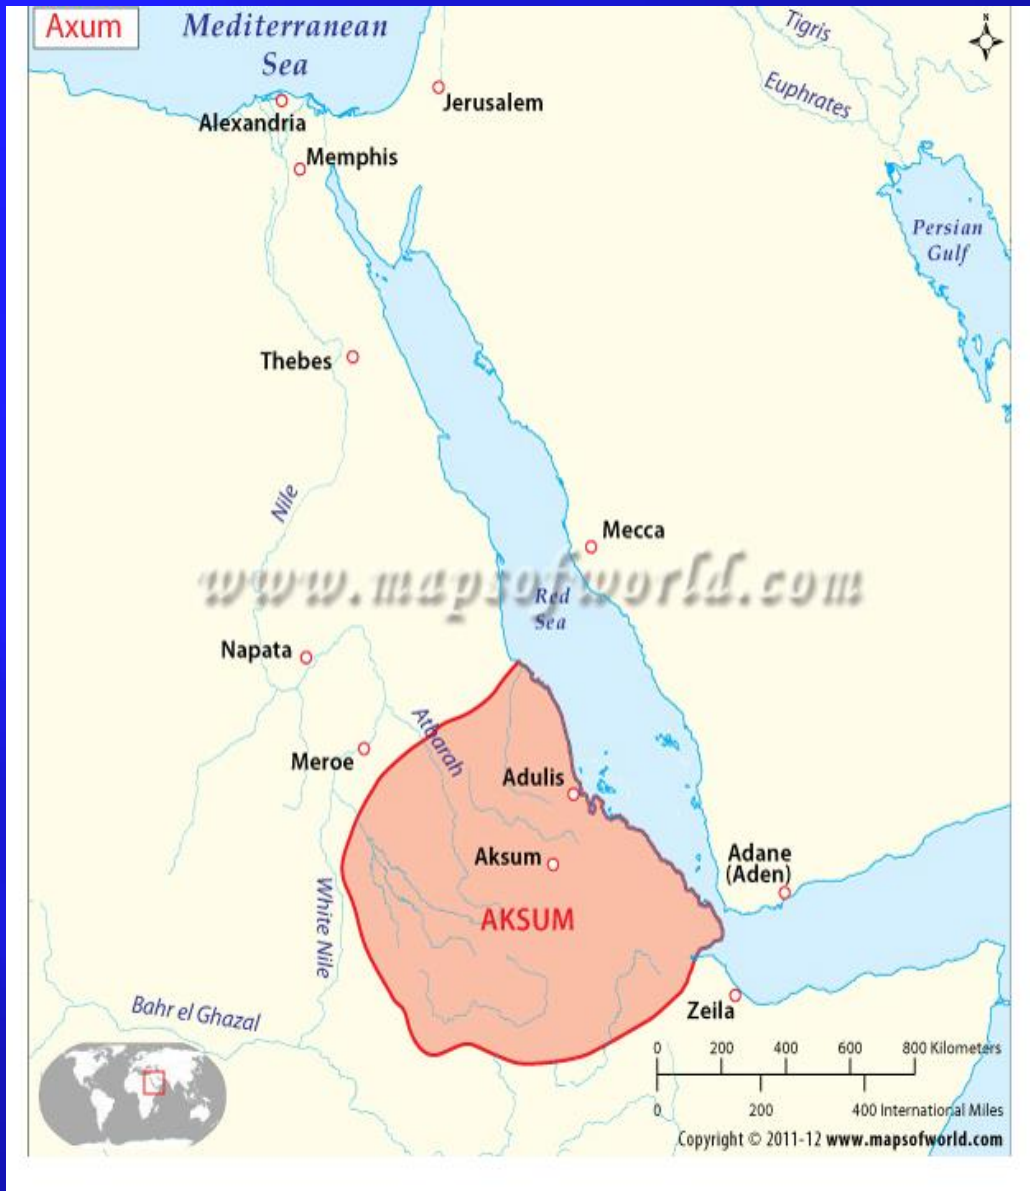 Axum
Mediterranean
Sea
Tigris
N
Euphrates
Jerusalem
Alexandria
Memphis
Persian
Gulf
Thebes
Nile
Mecca
www.mapsofworld.com
Red
Sea
Napata
Atbarah
Meroe
Adulis
Aksum
Adane
(Aden)
AKSUM
White Nile
Zeila
Bahr el Ghazal
0 200 400 600 800 Kilometers
0 200 400 International Miles
Copyright © 2011-12 www.mapsofworld.com